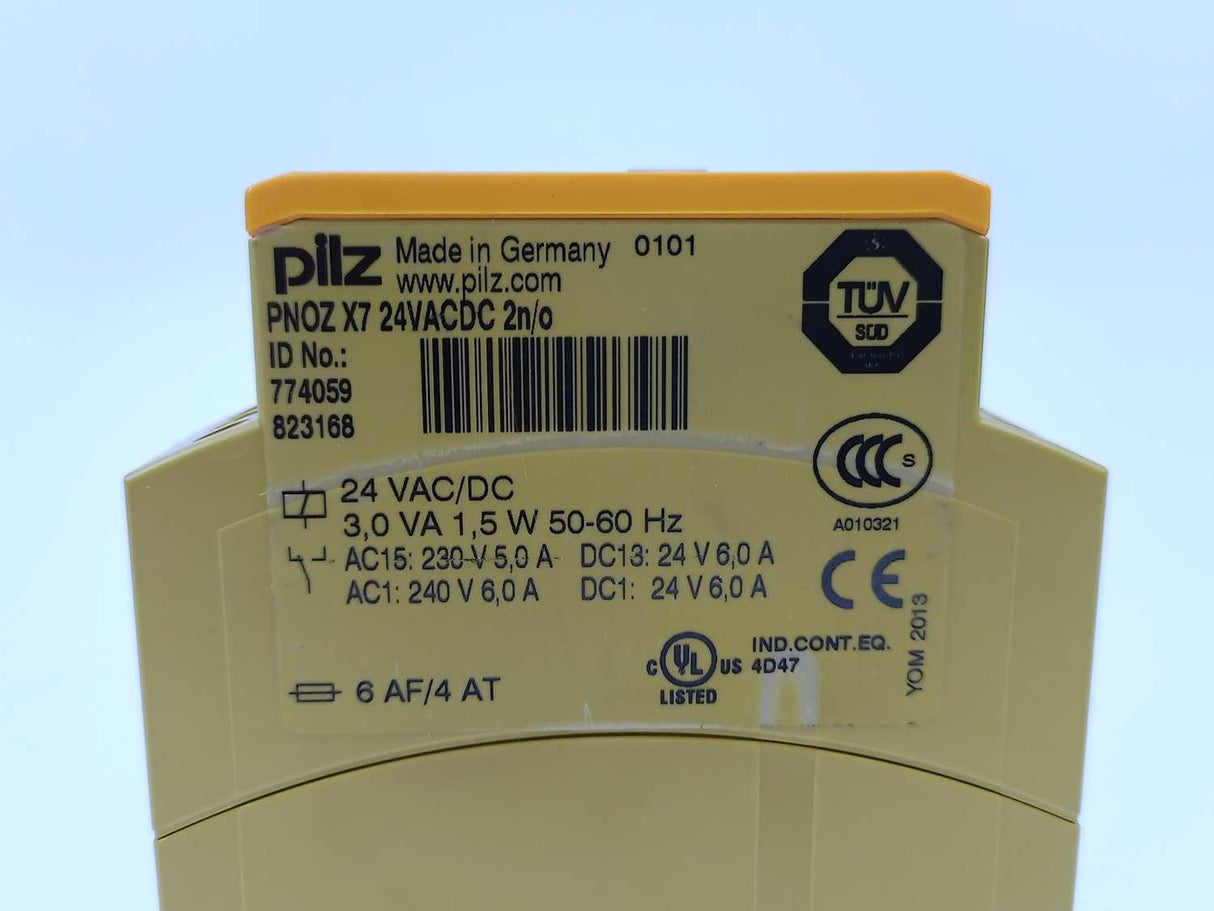 pilz Made in Germany 0101
www.pilz.com
PNOZ X7 24VACDC 2n/o
ID No.:
774059
823168
TÜV
SÜD
24 VAC/DC
3,0 VA 1,5 W 50-60 Hz
AC15: 230 V 5,0 A DC13: 24 V 6,0 A
AC1: 240 V 6,0 A DC1: 24 V 6,0 A
6 AF/4 AT
CCC S
A010321
CE
YOM 2013
C UL US
LISTED
IND.CONT.EQ.
4D47